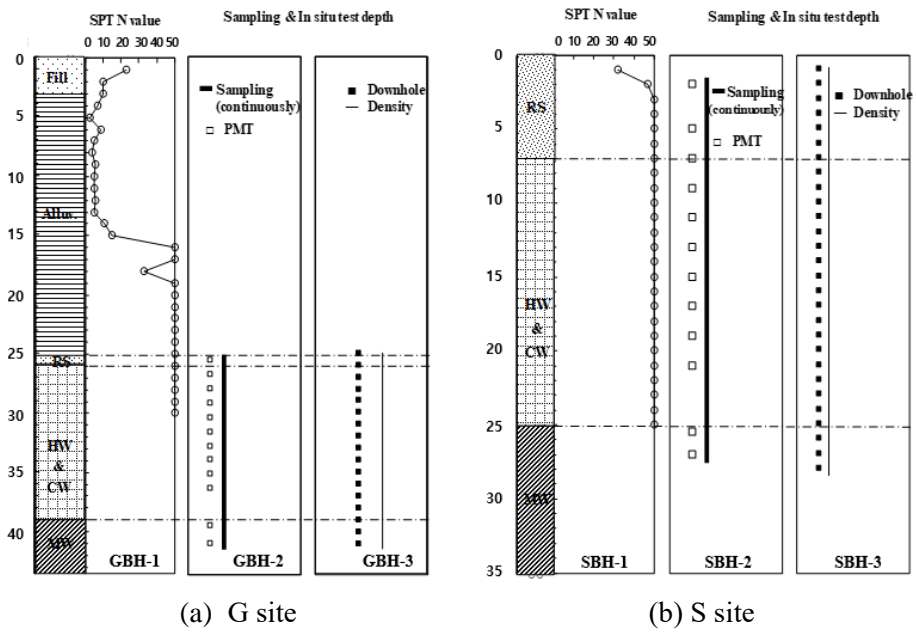 SPT N value
Sampling & In situ test depth
0 10 20 30 40 50
0
5
10
15
20
25
30
35
40
Fill
Alluv.
RS
HW
&
CW
MW
Sampling
(continuously)
PMT
Downhole
Density
GBH-1
GBH-2
GBH-3
(a) G site
SPT N value
Sampling & In situ test depth
0 10 20 30 40 50
0
5
10
15
20
25
30
35
RS
HW
&
CW
MW
Sampling
(continuously)
PMT
Downhole
Density
SBH-1
SBH-2
SBH-3
(b) S site